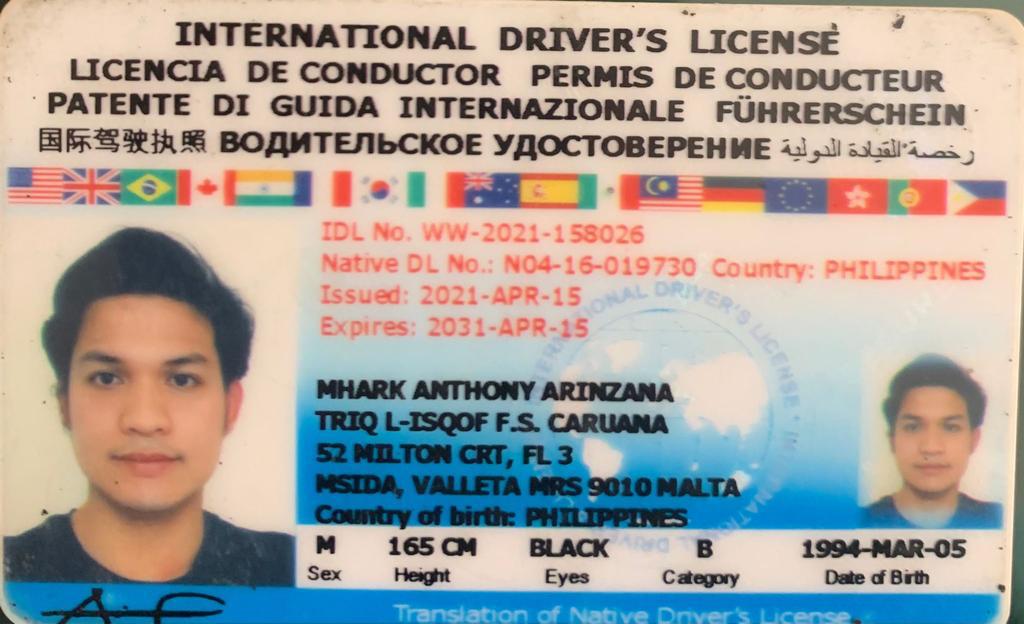 INTERNATIONAL DRIVER'S LICENSE
LICENCIA DE CONDUCTOR PERMIS DE CONDUCTEUR
PATENTE DI GUIDA INTERNAZIONALE FÜHRERSCHEIN
国际驾驶执照 ВОДИТЕЛЬСКОЕ УДОСТОВЕРЕНИЕ رخصة القيادة الدولية
IDL No. WW-2021-158026
Native DL No.: N04-16-019730 Country: PHILIPPINES
Issued: 2021-APR-15
Expires: 2031-APR-15
MHARK ANTHONY ARINZANA
TRIQ L-ISQOF F.S. CARUANA
52 MILTON CRT, FL 3
MSIDA, VALLETA MRS 9010 MALTA
Country of birth: PHILIPPINES
M 165 CM BLACK B 1994-MAR-05
Sex Height Eyes Category Date of Birth
Translation of Native Driver's License
INTERNATIONAL DRIVER'S LICENSE • INTERNATIONAL DRIVER'S